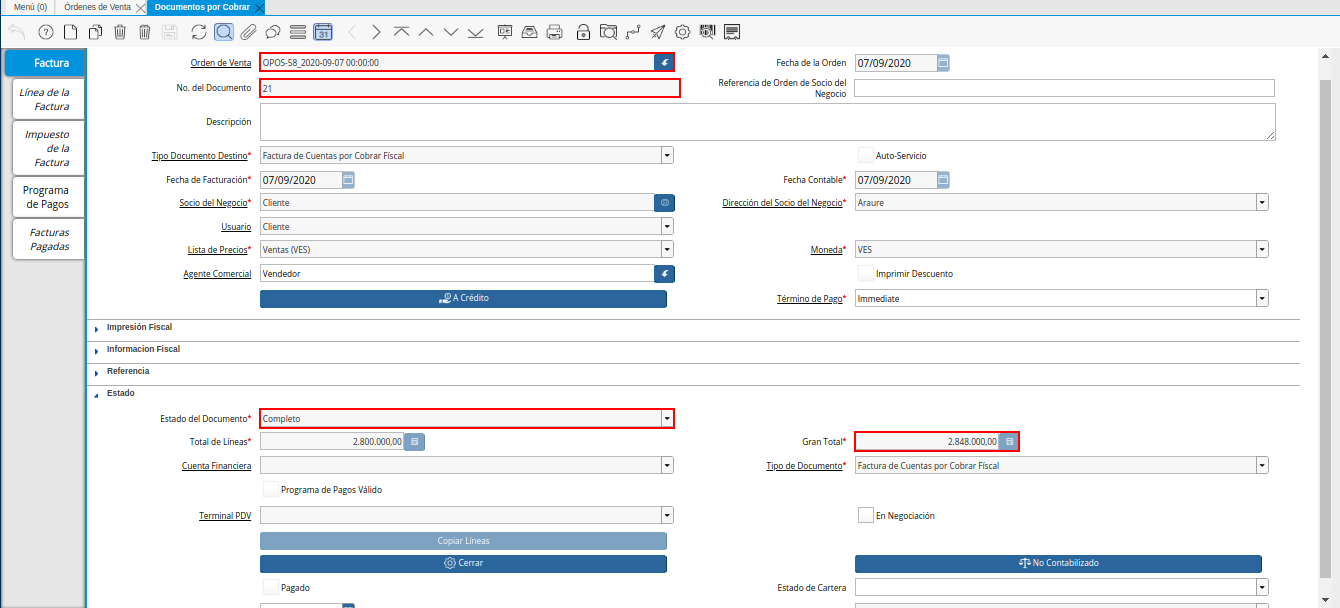 Menú (0)
Órdenes de Venta
Documentos por Cobrar
31
Factura
Línea de la
Factura
Impuesto
de la
Factura
Programa
de Pagos
Facturas
Pagadas
Orden de Venta
OPOS-58_2020-09-07 00:00:00
Fecha de la Orden
07/09/2020
No. del Documento
21
Referencia de Orden de Socio del
Negocio
Descripción
Tipo Documento Destino*
Factura de Cuentas por Cobrar Fiscal
Auto-Servicio
Fecha de Facturación*
07/09/2020
Fecha Contable*
07/09/2020
Socio del Negocio*
Cliente
Dirección del Socio del Negocio*
Araure
Usuario
Cliente
Lista de Precios*
Ventas (VES)
Moneda*
VES
Agente Comercial
Vendedor
Imprimir Descuento
A Crédito
Término de Pago*
Immediate
Impresión Fiscal
Informacion Fiscal
Referencia
Estado
Estado del Documento*
Completo
Total de Líneas*
2.800.000,00
Gran Total*
2.848.000,00
Cuenta Financiera
Tipo de Documento*
Factura de Cuentas por Cobrar Fiscal
Programa de Pagos Válido
Terminal PDV
En Negociación
Copiar Líneas
Cerrar
No Contabilizado
Pagado
Estado de Cartera